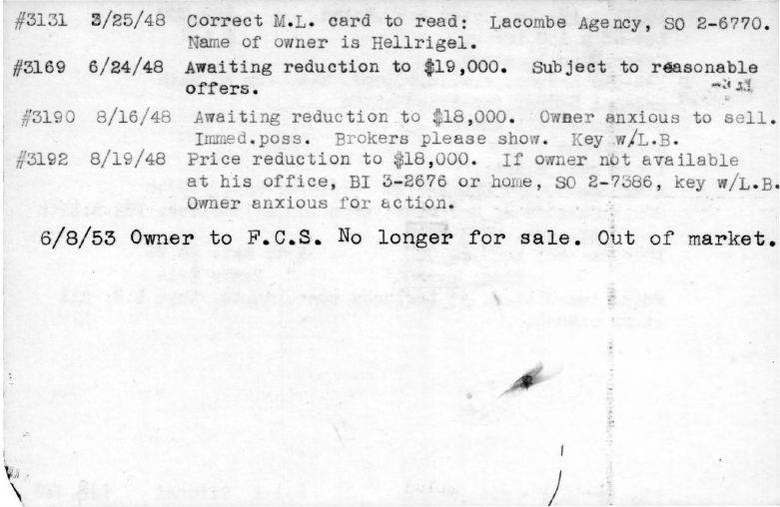 #3131 3/25/48 Correct M.L. card to read: Lacombe Agency, SO 2-6770.
Name of owner is Hellrigel.
#3169 6/24/48 Awaiting reduction to $19,000. Subject to reasonable
offers.
#3190 8/16/48 Awaiting reduction to $18,000. Owner anxious to sell.
Immed.poss. Brokers please show. Key w/L.B.
#3192 8/19/48 Price reduction to $18,000. If owner not available
at his office, BI 3-2676 or home, SO 2-7386, key w/L.B.
Owner anxious for action.
6/8/53 Owner to F.C.S. No longer for sale. Out of market.